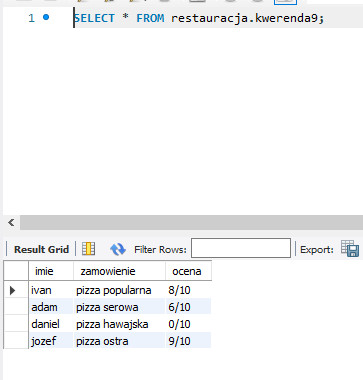 1 SELECT * FROM restauracja.kwerenda9;
Result Grid Filter Rows: Export:
imie zamowienie ocena
ivan pizza popularna 8/10
adam pizza serowa 6/10
daniel pizza hawajska 0/10
jozef pizza ostra 9/10